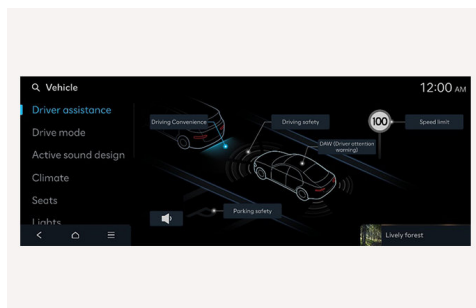 Vehicle
12:00 AM
Driver assistance
Drive mode
Active sound design
Climate
Seats
Lights
Driving Convenience
Driving safety
100
Speed limit
DAW (Driver attention
warning)
Parking safety
Lively forest